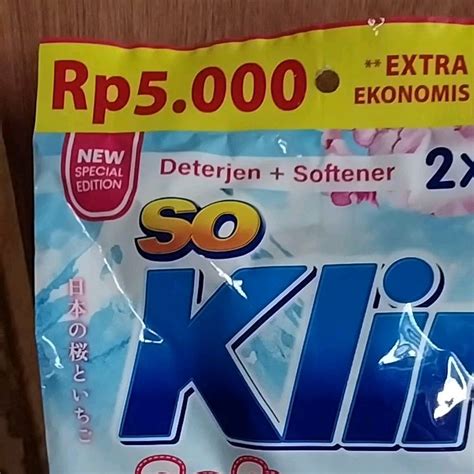 Rp5.000
**EXTRA
EKONOMIS
NEW
SPECIAL
EDITION
Deterjen + Softener
2x
SO
Klin
日本の桜といちご